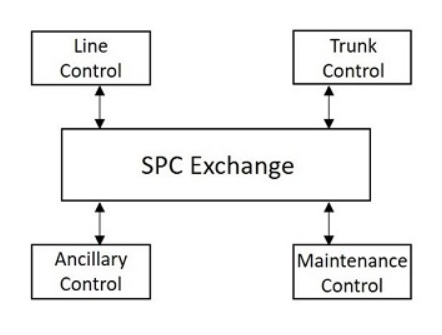 Line
Control
Trunk
Control
SPC Exchange
Ancillary
Control
Maintenance
Control